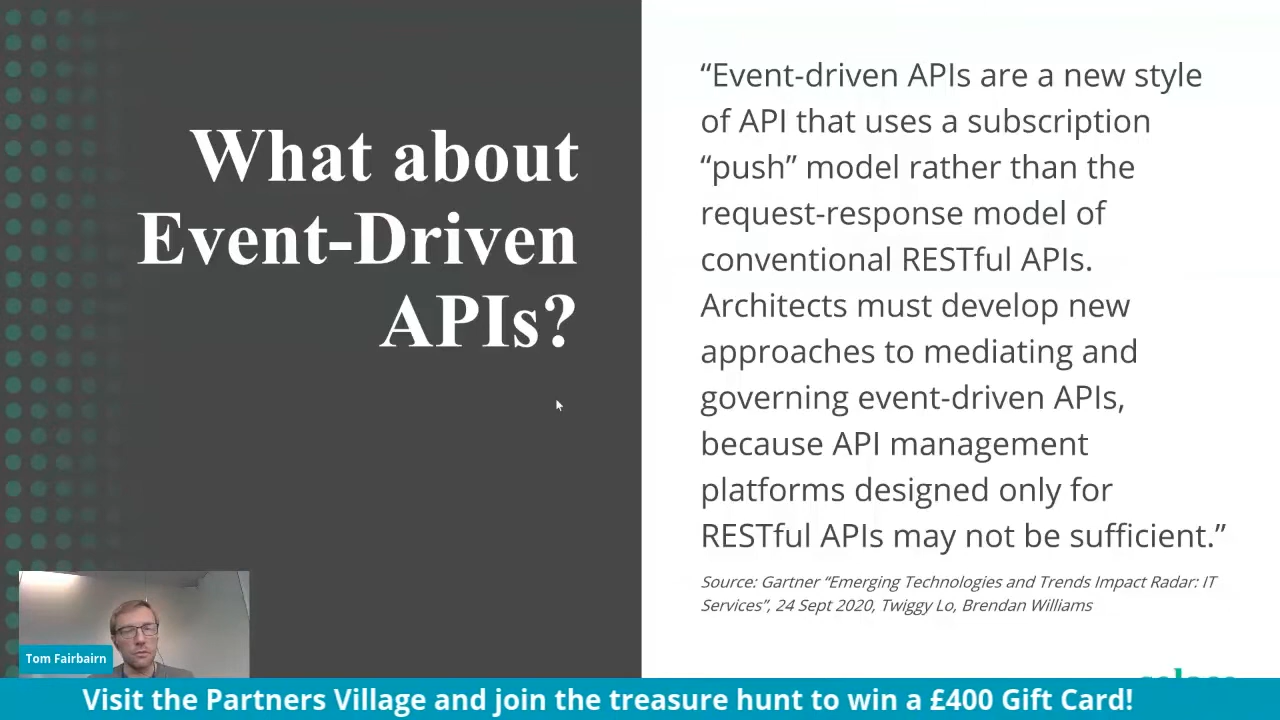 What about
Event-Driven
APIs?
“Event-driven APIs are a new style
of API that uses a subscription
“push” model rather than the
request-response model of
conventional RESTful APIs.
Architects must develop new
approaches to mediating and
governing event-driven APIs,
because API management
platforms designed only for
RESTful APIs may not be sufficient.”
Source: Gartner “Emerging Technologies and Trends Impact Radar: IT
Services”, 24 Sept 2020, Twiggy Lo, Brendan Williams
Tom Fairbairn
Visit the Partners Village and join the treasure hunt to win a £400 Gift Card!